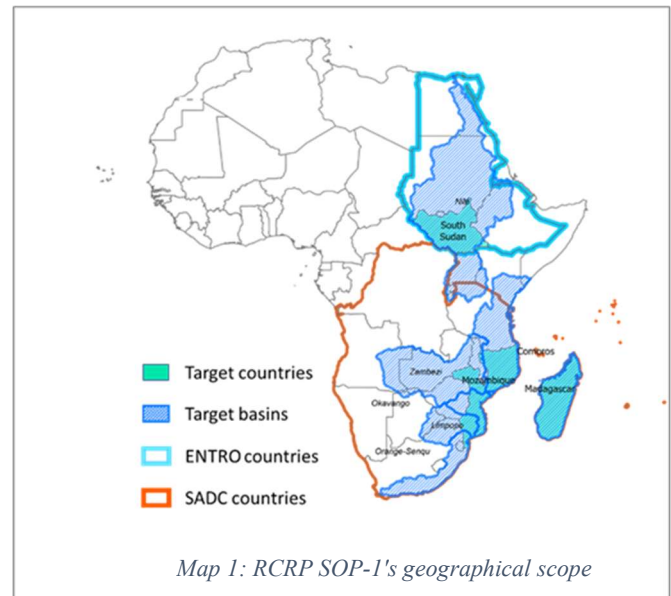 Nile
South
Sudan
Comoros
Zambezi
Mozambique
Madagascar
Okavango
Limpopo
Orange-Senqu
Target countries
Target basins
ENTRO countries
SADC countries
Map 1: RCRP SOP-1's geographical scope